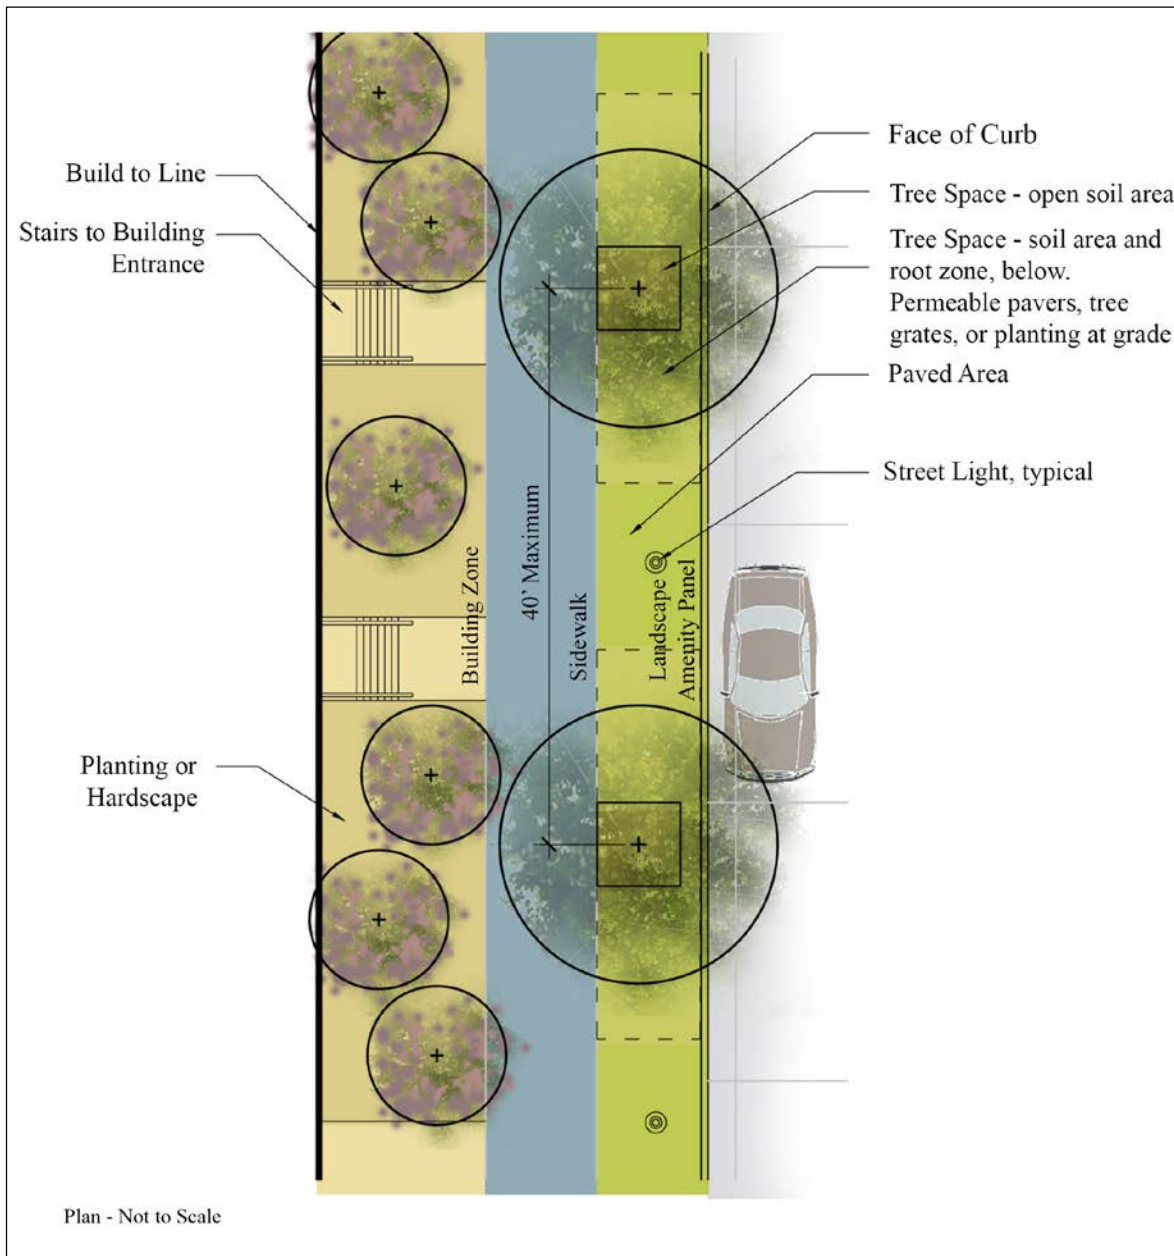 Build to Line
Stairs to Building
Entrance
Planting or
Hardscape
Building Zone
40' Maximum
Sidewalk
Landscape
Amenity Panel
Face of Curb
Tree Space - open soil area
Tree Space - soil area and
root zone, below.
Permeable pavers, tree
grates, or planting at grade
Paved Area
Street Light, typical
Plan - Not to Scale